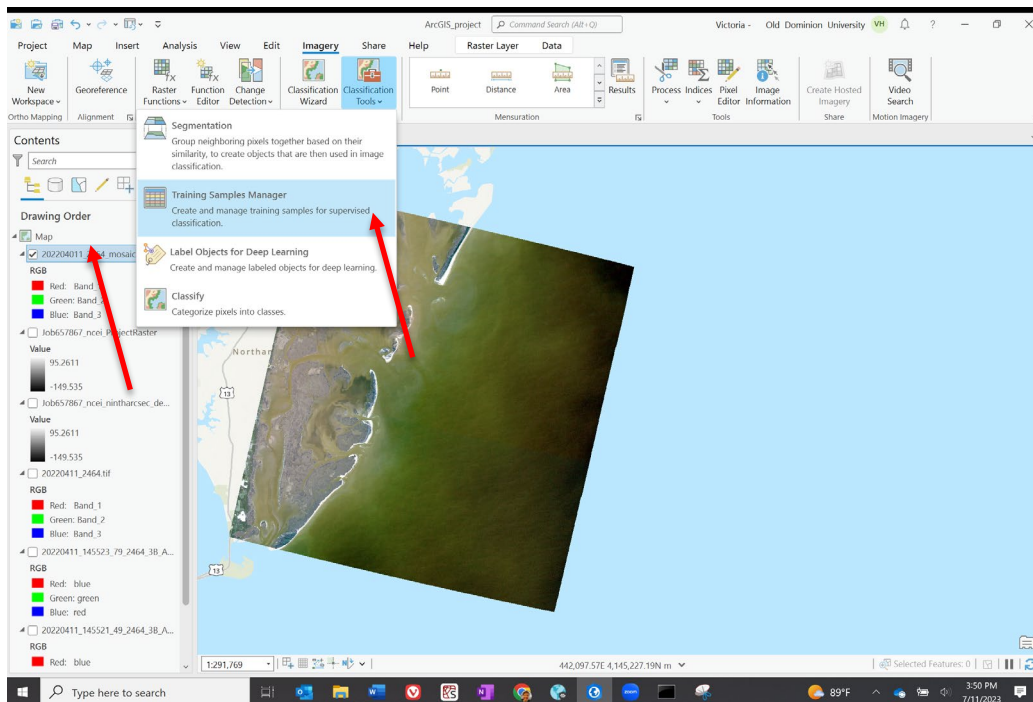 ArcGIS_project
Command Search (Alt+Q)
Victoria - Old Dominion University
VH
?
Project Map Insert Analysis View Edit Imagery Share Help Raster Layer Data
New Workspace
Georeference
Raster Functions
Function Editor
Change Detection
Classification Wizard
Classification Tools
Point
Distance
Area
Results
Process
Indices
Pixel Editor
Image Information
Create Hosted Imagery
Video Search
Ortho Mapping
Alignment
Mensuration
Tools
Share
Motion Imagery
Contents
Search
Drawing Order
Map
RGB
Green: Band
Blue: Band_3
Value
95.2611
-149.535
Job657867_ncei_nintharcsec_de...
Value
95.2611
-149.535
20220411_2464.tif
RGB
Red: Band_1
Green: Band_2
Blue: Band_3
20220411_145523_79_2464_3B_A...
RGB
Red: blue
Green: green
Blue: red
20220411_145521_49_2464_3B_A...
RGB
Red: blue
Segmentation
Group neighboring pixels together based on their
similarity, to create objects that are then used in image
classification.
Training Samples Manager
Create and manage training samples for supervised
classification.
Label Objects for Deep Learning
Create and manage labeled objects for deep learning.
Classify
Categorize pixels into classes.
Northam
13
13
1:291,769
442,097.57E 4,145,227.19N m
Selected Features: 0
Type here to search
zoom
89°F
3:50 PM
7/11/2023